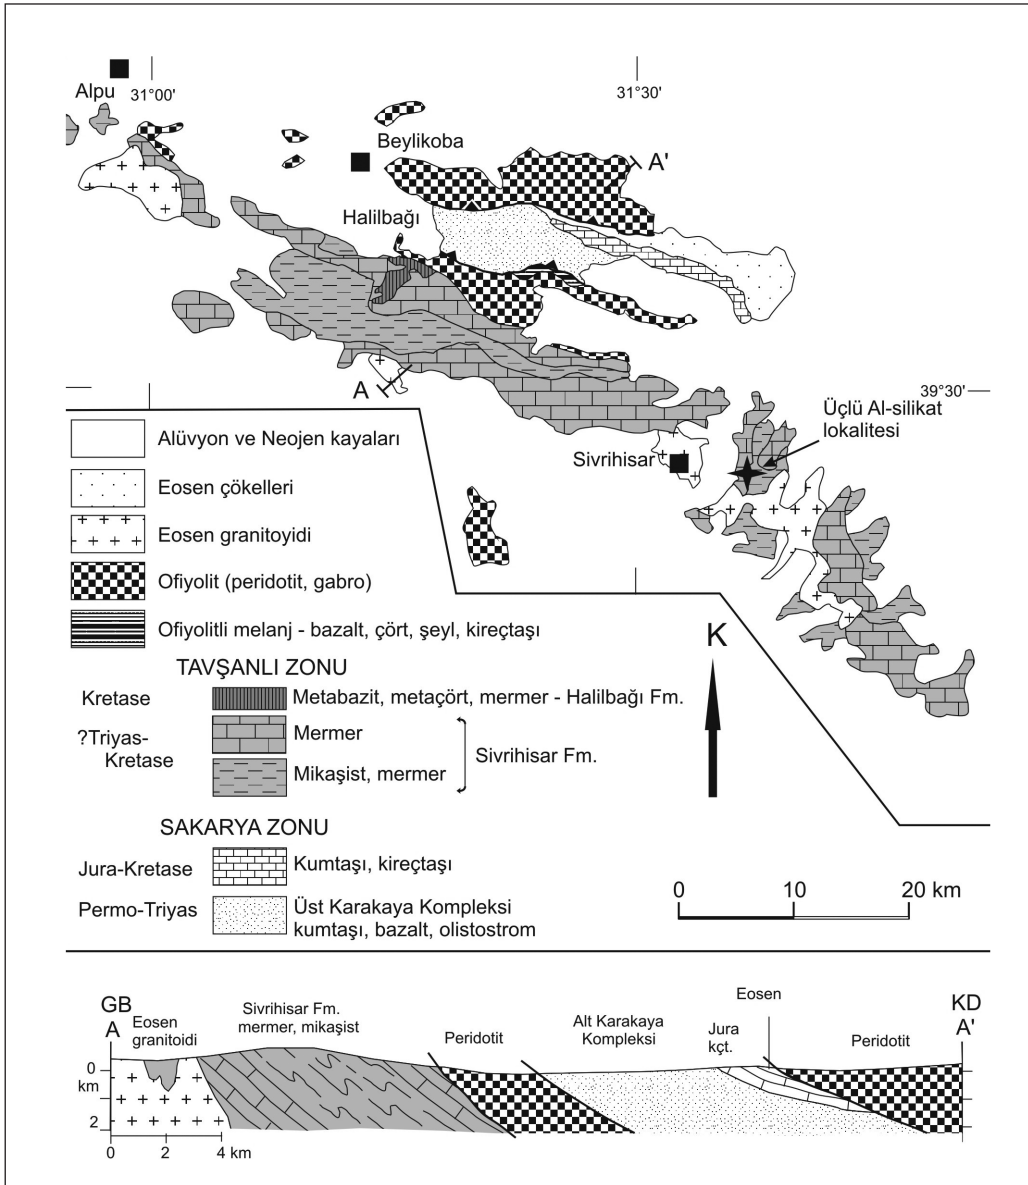 Alpu
31°00'
31°30'
Beylikoba
A'
Halilbağı
A
39°30'
Üçlü Al-silikat
lokalitesi
Sivrihisar
Alüvyon ve Neojen kayaları
Eosen çökelleri
Eosen granitoyidi
Ofiyolit (peridotit, gabro)
Ofiyolitli melanj - bazalt, çört, şeyl, kireçtaşı
K
TAVŞANLI ZONU
Kretase
Metabazit, metaçört, mermer - Halilbağı Fm.
?Triyas-
Kretase
Mermer
Sivrihisar Fm.
Mikaşist, mermer
SAKARYA ZONU
Jura-Kretase
Kumtaşı, kireçtaşı
Permo-Triyas
Üst Karakaya Kompleksi
kumtaşı, bazalt, olistostrom
0 10 20 km
GB
A
Eosen
granitoidi
Sivrihisar Fm.
mermer, mikaşist
Peridotit
Alt Karakaya
Kompleksi
Jura
kçt.
Eosen
Peridotit
KD
A'
0
km
2
0 2 4 km